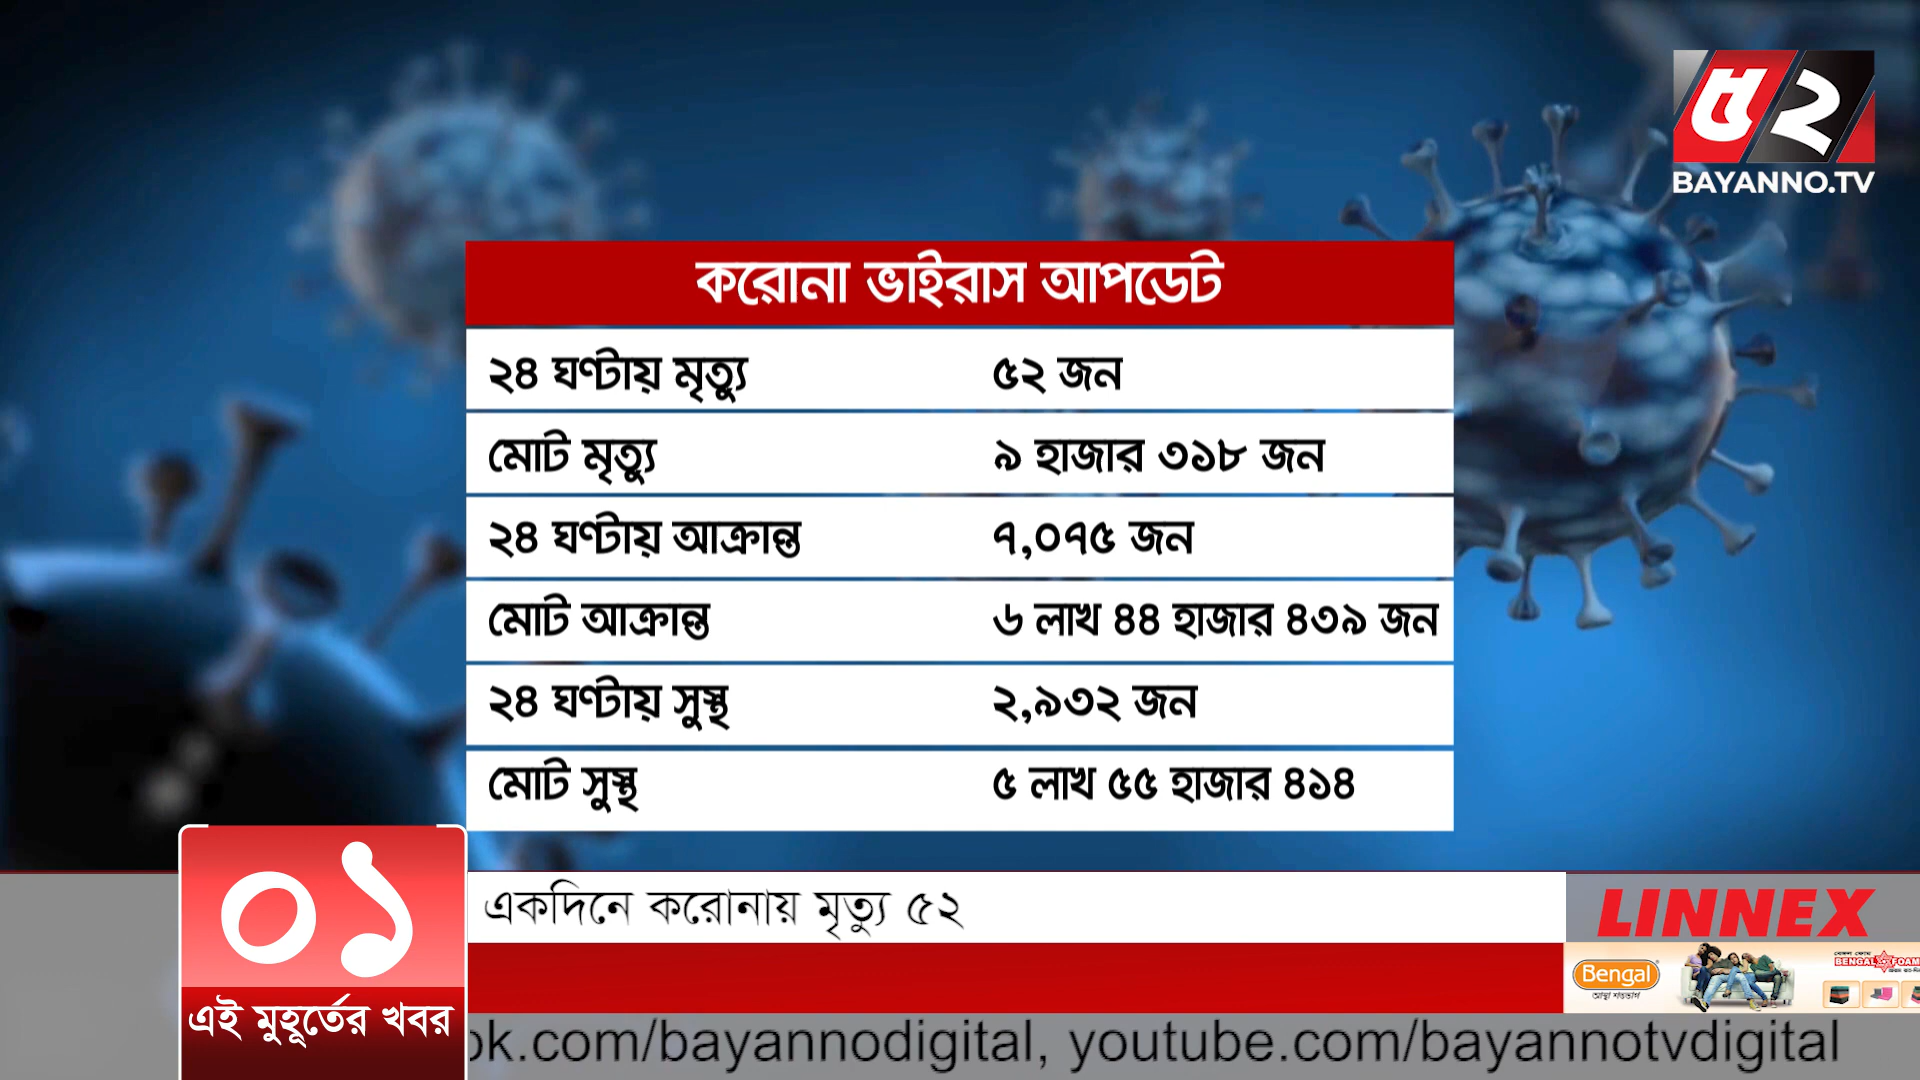 ৫২
BAYANNO.TV
করোনা ভাইরাস আপডেট
২৪ ঘণ্টায় মৃত্যু ৫২ জন
মোট মৃত্যু ৯ হাজার ৩১৮ জন
২৪ ঘণ্টায় আক্রান্ত ৭,০৭৫ জন
মোট আক্রান্ত ৬ লাখ ৪৪ হাজার ৪৩৯ জন
২৪ ঘণ্টায় সুস্থ ২,৯৩২ জন
মোট সুস্থ ৫ লাখ ৫৫ হাজার ৪১৪
০১
এই মুহূর্তের খবর
একদিনে করোনায় মৃত্যু ৫২
LINNEX
Bengal
BENGAL FOAM
ok.com/bayannodigital, youtube.com/bayannotvdigital